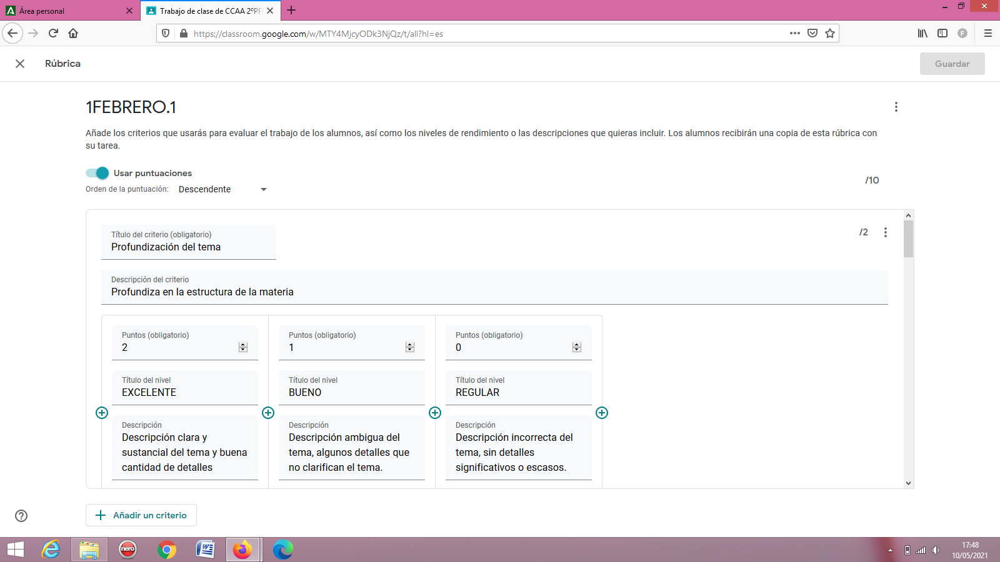 Área personal
Trabajo de clase de CCAA 2ºPF
https://classroom.google.com/w/MTY4MjcyODk3NjQz/t/all?hl=es
F
Rúbrica
Guardar
1FEBRERO.1
Añade los criterios que usarás para evaluar el trabajo de los alumnos, así como los niveles de rendimiento o las descripciones que quieras incluir. Los alumnos recibirán una copia de esta rúbrica con
su tarea.
Usar puntuaciones
Orden de la puntuación: Descendente
/10
Título del criterio (obligatorio)
Profundización del tema
/2
Descripción del criterio
Profundiza en la estructura de la materia
Puntos (obligatorio)
2
Título del nivel
EXCELENTE
Descripción
Descripción clara y
sustancial del tema y buena
cantidad de detalles
Puntos (obligatorio)
1
Título del nivel
BUENO
Descripción
Descripción ambigua del
tema, algunos detalles que
no clarifican el tema.
Puntos (obligatorio)
0
Título del nivel
REGULAR
Descripción
Descripción incorrecta del
tema, sin detalles
significativos o escasos.
Añadir un criterio
nero
17:48
10/05/2021